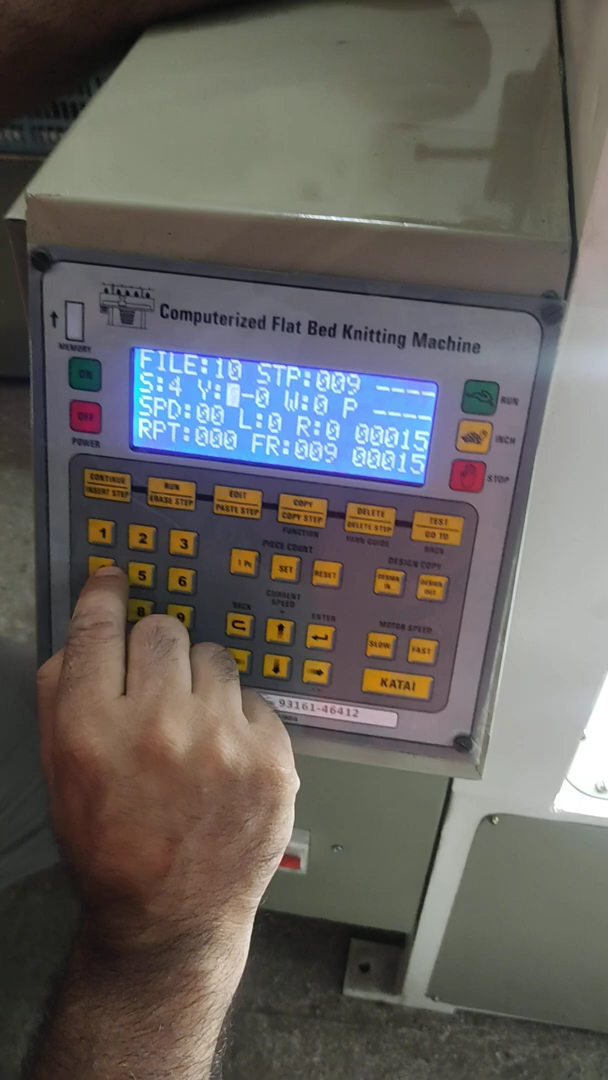 Computerized Flat Bed Knitting Machine
MEMORY
ON
OFF
POWER
FILE:10 STP:009 ----
S:4 Y: -0 W:0 P ----
SPD:00 L:0 R:0 00015
RPT:000 FR:009 00015
RUN
INCH
STOP
CONTINUE
INSERT STEP
RUN
ERASE STEP
EDIT
PASTE STEP
COPY
COPY STEP
DELETE
DELETE STEP
TEST
GO TO
FUNCTION
YARN GUIDE
BACK
1 2 3
5 6
8 9
PIECE COUNT
1 Pc
SET
RESET
DESIGN COPY
DESIGN IN
DESIGN OUT
CURRENT SPEED
BACK
ENTER
MOTOR SPEED
SLOW
FAST
KATAI
93161-46412